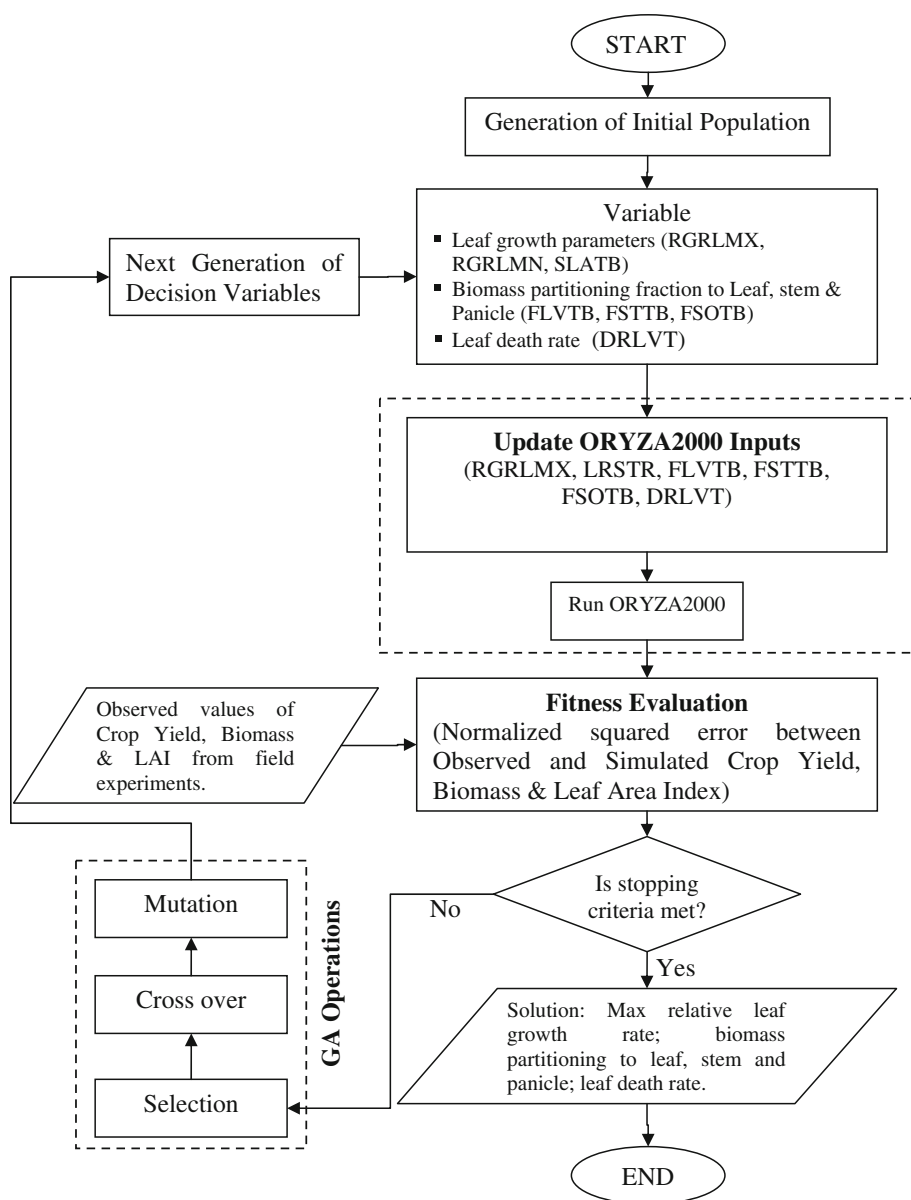 START
Generation of Initial Population
Variable
▪ Leaf growth parameters (RGRLMX,
RGRLMN, SLATB)
▪ Biomass partitioning fraction to Leaf, stem &
Panicle (FLVTB, FSTTB, FSOTB)
▪ Leaf death rate (DRLVT)
Next Generation of
Decision Variables
Update ORYZA2000 Inputs
(RGRLMX, LRSTR, FLVTB, FSTTB,
FSOTB, DRLVT)
Run ORYZA2000
Observed values of
Crop Yield, Biomass
& LAI from field
experiments.
Fitness Evaluation
(Normalized squared error between
Observed and Simulated Crop Yield,
Biomass & Leaf Area Index)
Is stopping
criteria met?
No
Yes
Mutation
Cross over
Selection
GA Operations
Solution: Max relative leaf
growth rate; biomass
partitioning to leaf, stem and
panicle; leaf death rate.
END